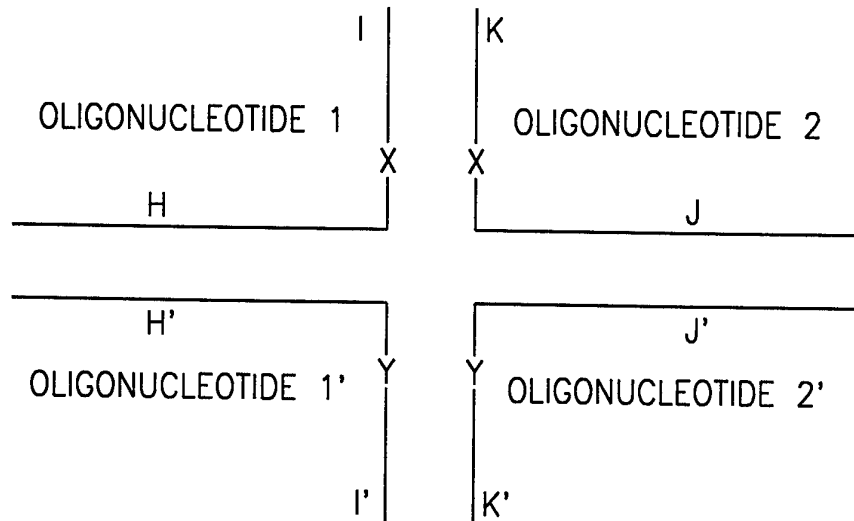 I K
OLIGONUCLEOTIDE 1 OLIGONUCLEOTIDE 2
X X
H J
H' J'
Y Y
OLIGONUCLEOTIDE 1' OLIGONUCLEOTIDE 2'
I' K'